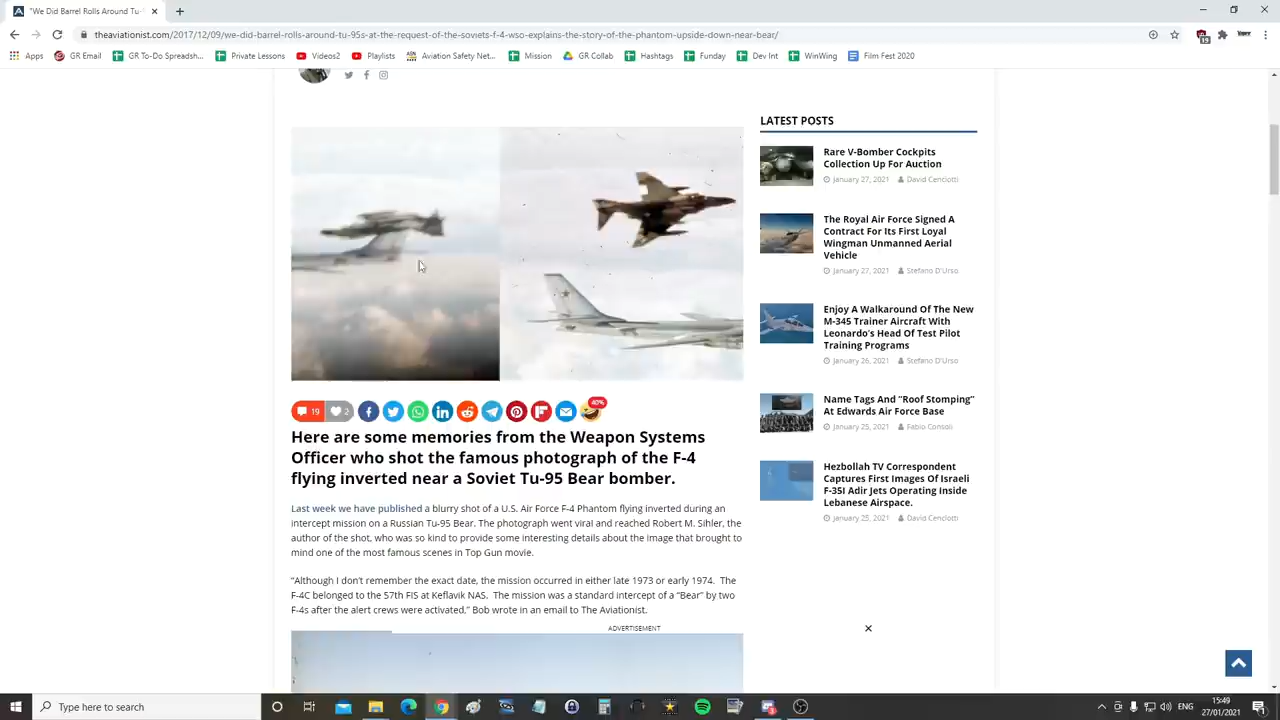 "We Did Barrel Rolls Around Tu-
theaviationist.com/2017/12/09/we-did-barrel-rolls-around-tu-95s-at-the-request-of-the-soviets-f-4-wso-explains-the-story-of-the-phantom-upside-down-near-bear/
19
Apps
GR Email
GR To-Do Spreadsh...
Private Lessons
Videos2
Playlists
Aviation Safety Net...
Mission
GR Collab
Hashtags
Funday
Dev Int
WinWing
Film Fest 2020
LATEST POSTS
Rare V-Bomber Cockpits
Collection Up For Auction
January 27, 2021 David Cenciotti
The Royal Air Force Signed A
Contract For Its First Loyal
Wingman Unmanned Aerial
Vehicle
January 27, 2021 Stefano D'Urso
Enjoy A Walkaround Of The New
M-345 Trainer Aircraft With
Leonardo's Head Of Test Pilot
Training Programs
January 26, 2021 Stefano D'Urso
Name Tags And "Roof Stomping"
At Edwards Air Force Base
January 25, 2021 Fabio Consoli
Hezbollah TV Correspondent
Captures First Images Of Israeli
F-35I Adir Jets Operating Inside
Lebanese Airspace.
January 25, 2021 David Cenciotti
19 2 40%
Here are some memories from the Weapon Systems
Officer who shot the famous photograph of the F-4
flying inverted near a Soviet Tu-95 Bear bomber.
Last week we have published a blurry shot of a U.S. Air Force F-4 Phantom flying inverted during an
intercept mission on a Russian Tu-95 Bear. The photograph went viral and reached Robert M. Sihler, the
author of the shot, who was so kind to provide some interesting details about the image that brought to
mind one of the most famous scenes in Top Gun movie.
"Although I don't remember the exact date, the mission occurred in either late 1973 or early 1974. The
F-4C belonged to the 57th FIS at Keflavik NAS. The mission was a standard intercept of a "Bear" by two
F-4s after the alert crews were activated," Bob wrote in an email to The Aviationist.
ADVERTISEMENT
Type here to search
ENG
15:49
27/01/2021